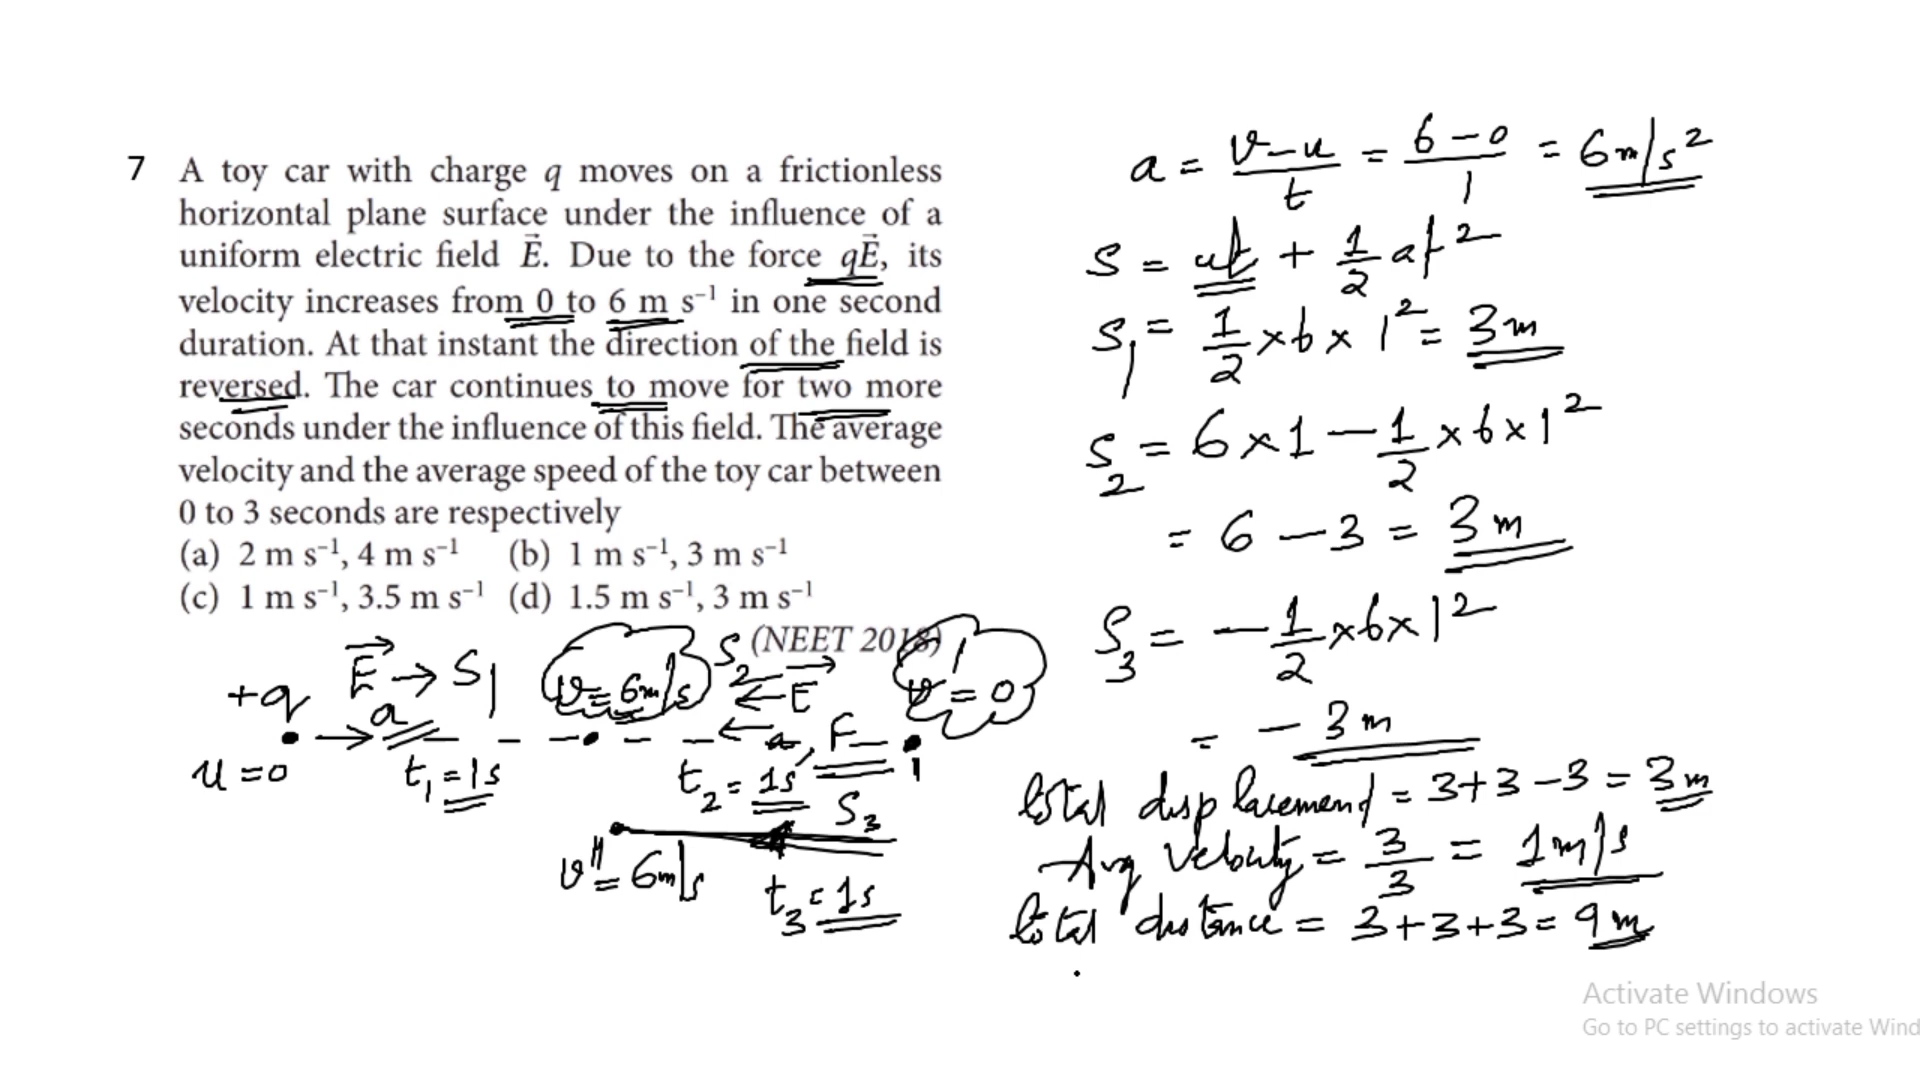 7 A toy car with charge q moves on a frictionless
horizontal plane surface under the influence of a
uniform electric field E⃗. Due to the force qE⃗, its
velocity increases from 0 to 6 m s⁻¹ in one second
duration. At that instant the direction of the field is
reversed. The car continues to move for two more
seconds under the influence of this field. The average
velocity and the average speed of the toy car between
0 to 3 seconds are respectively
(a) 2 m s⁻¹, 4 m s⁻¹ (b) 1 m s⁻¹, 3 m s⁻¹
(c) 1 m s⁻¹, 3.5 m s⁻¹ (d) 1.5 m s⁻¹, 3 m s⁻¹
(NEET 2018)
+q E⃗ → S₁ v = 6m/s S₂ ← E⃗ v' = 0
a a, F
u = 0 t₁ = 1s t₂ = 1s
S₃
v'' = 6m/s t₃ = 1s
a = (v - u)/t = (6 - 0)/1 = 6m/s²
S = ut + 1/2 at²
S₁ = 1/2 × 6 × 1² = 3m
S₂ = 6 × 1 - 1/2 × 6 × 1²
= 6 - 3 = 3m
S₃ = - 1/2 × 6 × 1²
= - 3m
total displacement = 3 + 3 - 3 = 3m
Avg velocity = 3/3 = 1m/s
total distance = 3 + 3 + 3 = 9m
Activate Windows
Go to PC settings to activate Wind